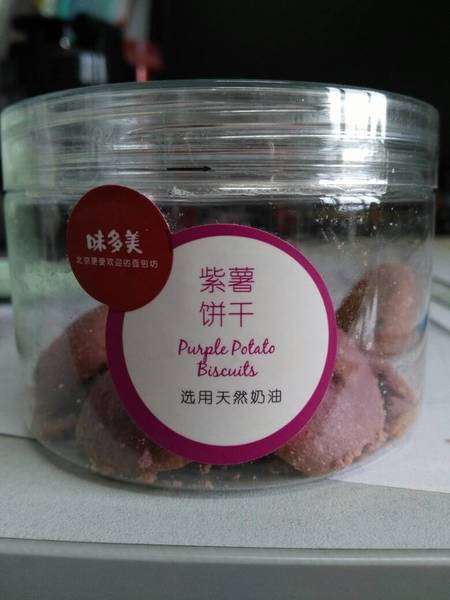 味多美
北京更受欢迎的面包坊
紫薯
饼干
Purple Potato
Biscuits
选用天然奶油